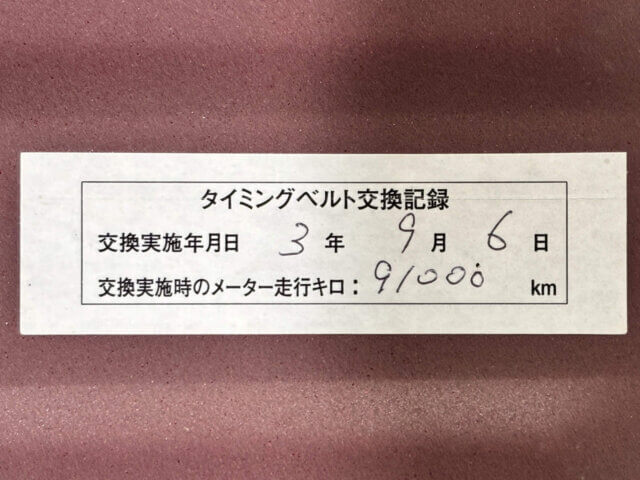 タイミングベルト交換記録
交換実施年月日 3 年 9 月 6 日
交換実施時のメーター走行キロ：91000 km